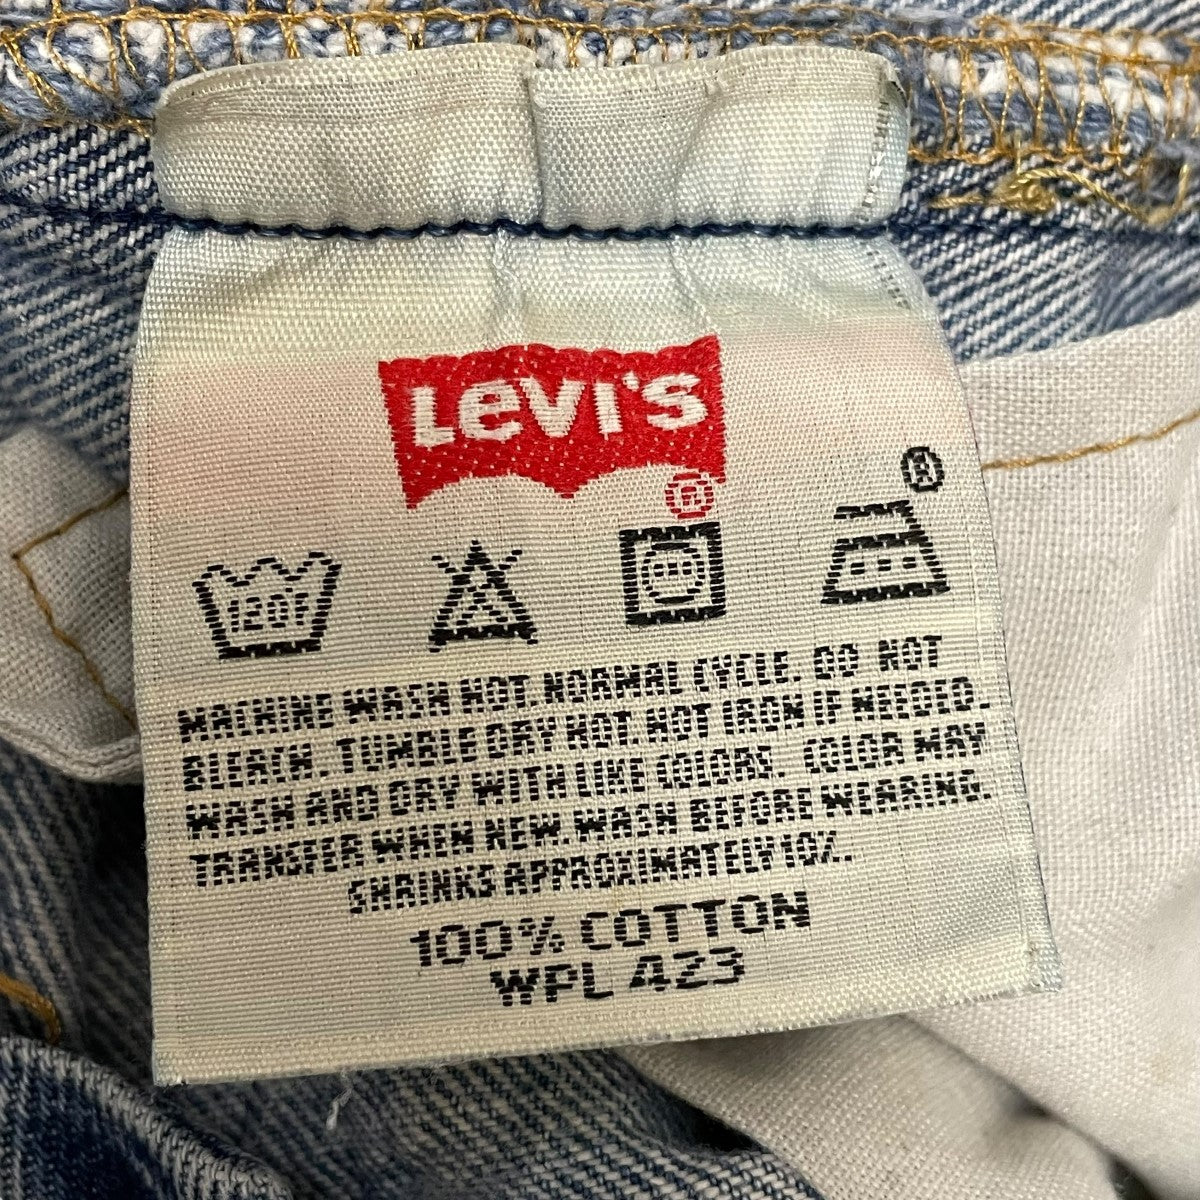 LEVI'S
®
®
120F
MACHINE WASH HOT, NORMAL CYCLE. DO NOT
BLEACH. TUMBLE DRY HOT. HOT IRON IF NEEDED.
WASH AND DRY WITH LIKE COLORS. COLOR MAY
TRANSFER WHEN NEW. WASH BEFORE WEARING.
SHRINKS APPROXIMATELY 10%.
100% COTTON
WPL 423